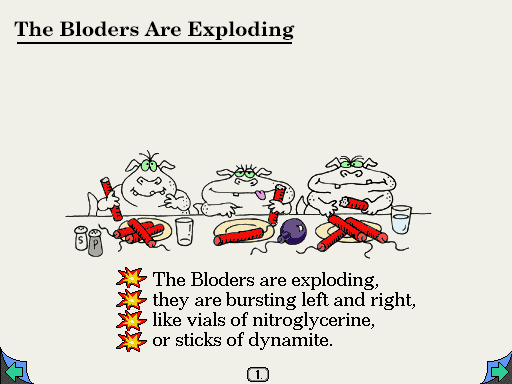 The Bloders Are Exploding
S P
The Bloders are exploding,
they are bursting left and right,
like vials of nitroglycerine,
or sticks of dynamite.
1